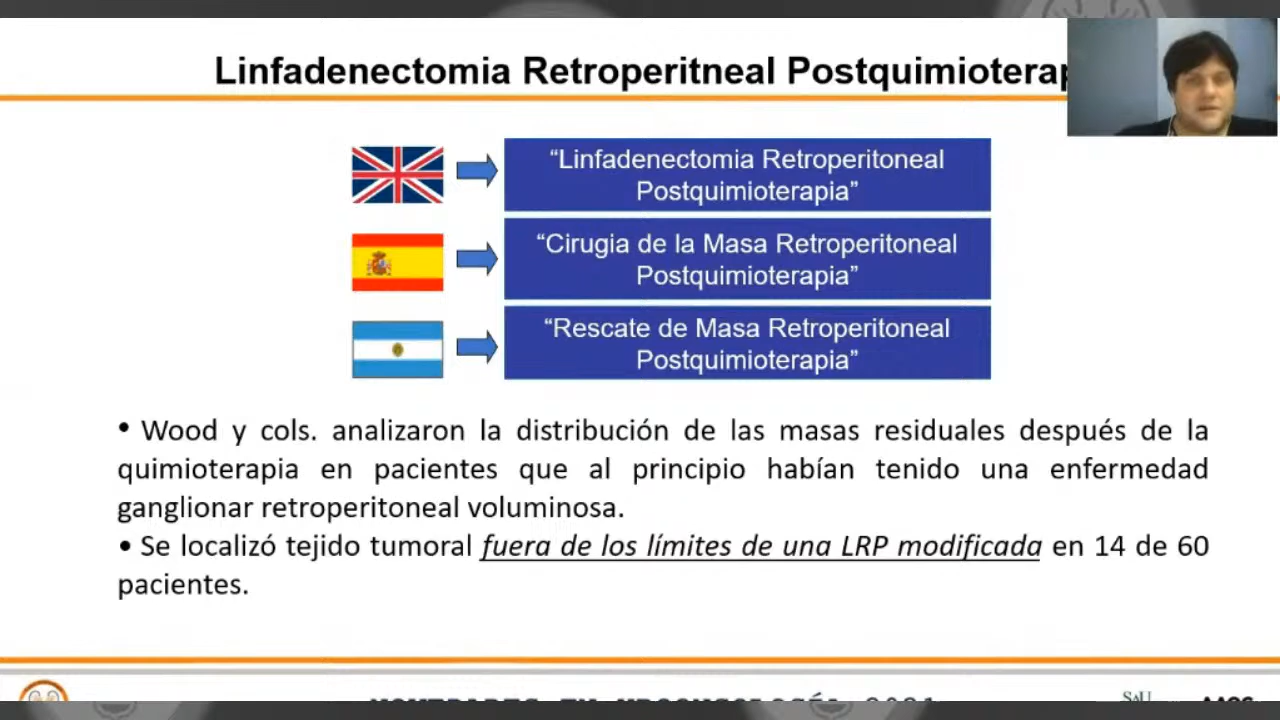 Linfadenectomia Retroperitneal Postquimioterap
“Linfadenectomia Retroperitoneal
Postquimioterapia”
“Cirugia de la Masa Retroperitoneal
Postquimioterapia”
“Rescate de Masa Retroperitoneal
Postquimioterapia”
• Wood y cols. analizaron la distribución de las masas residuales después de la
quimioterapia en pacientes que al principio habían tenido una enfermedad
ganglionar retroperitoneal voluminosa.
• Se localizó tejido tumoral fuera de los límites de una LRP modificada en 14 de 60
pacientes.